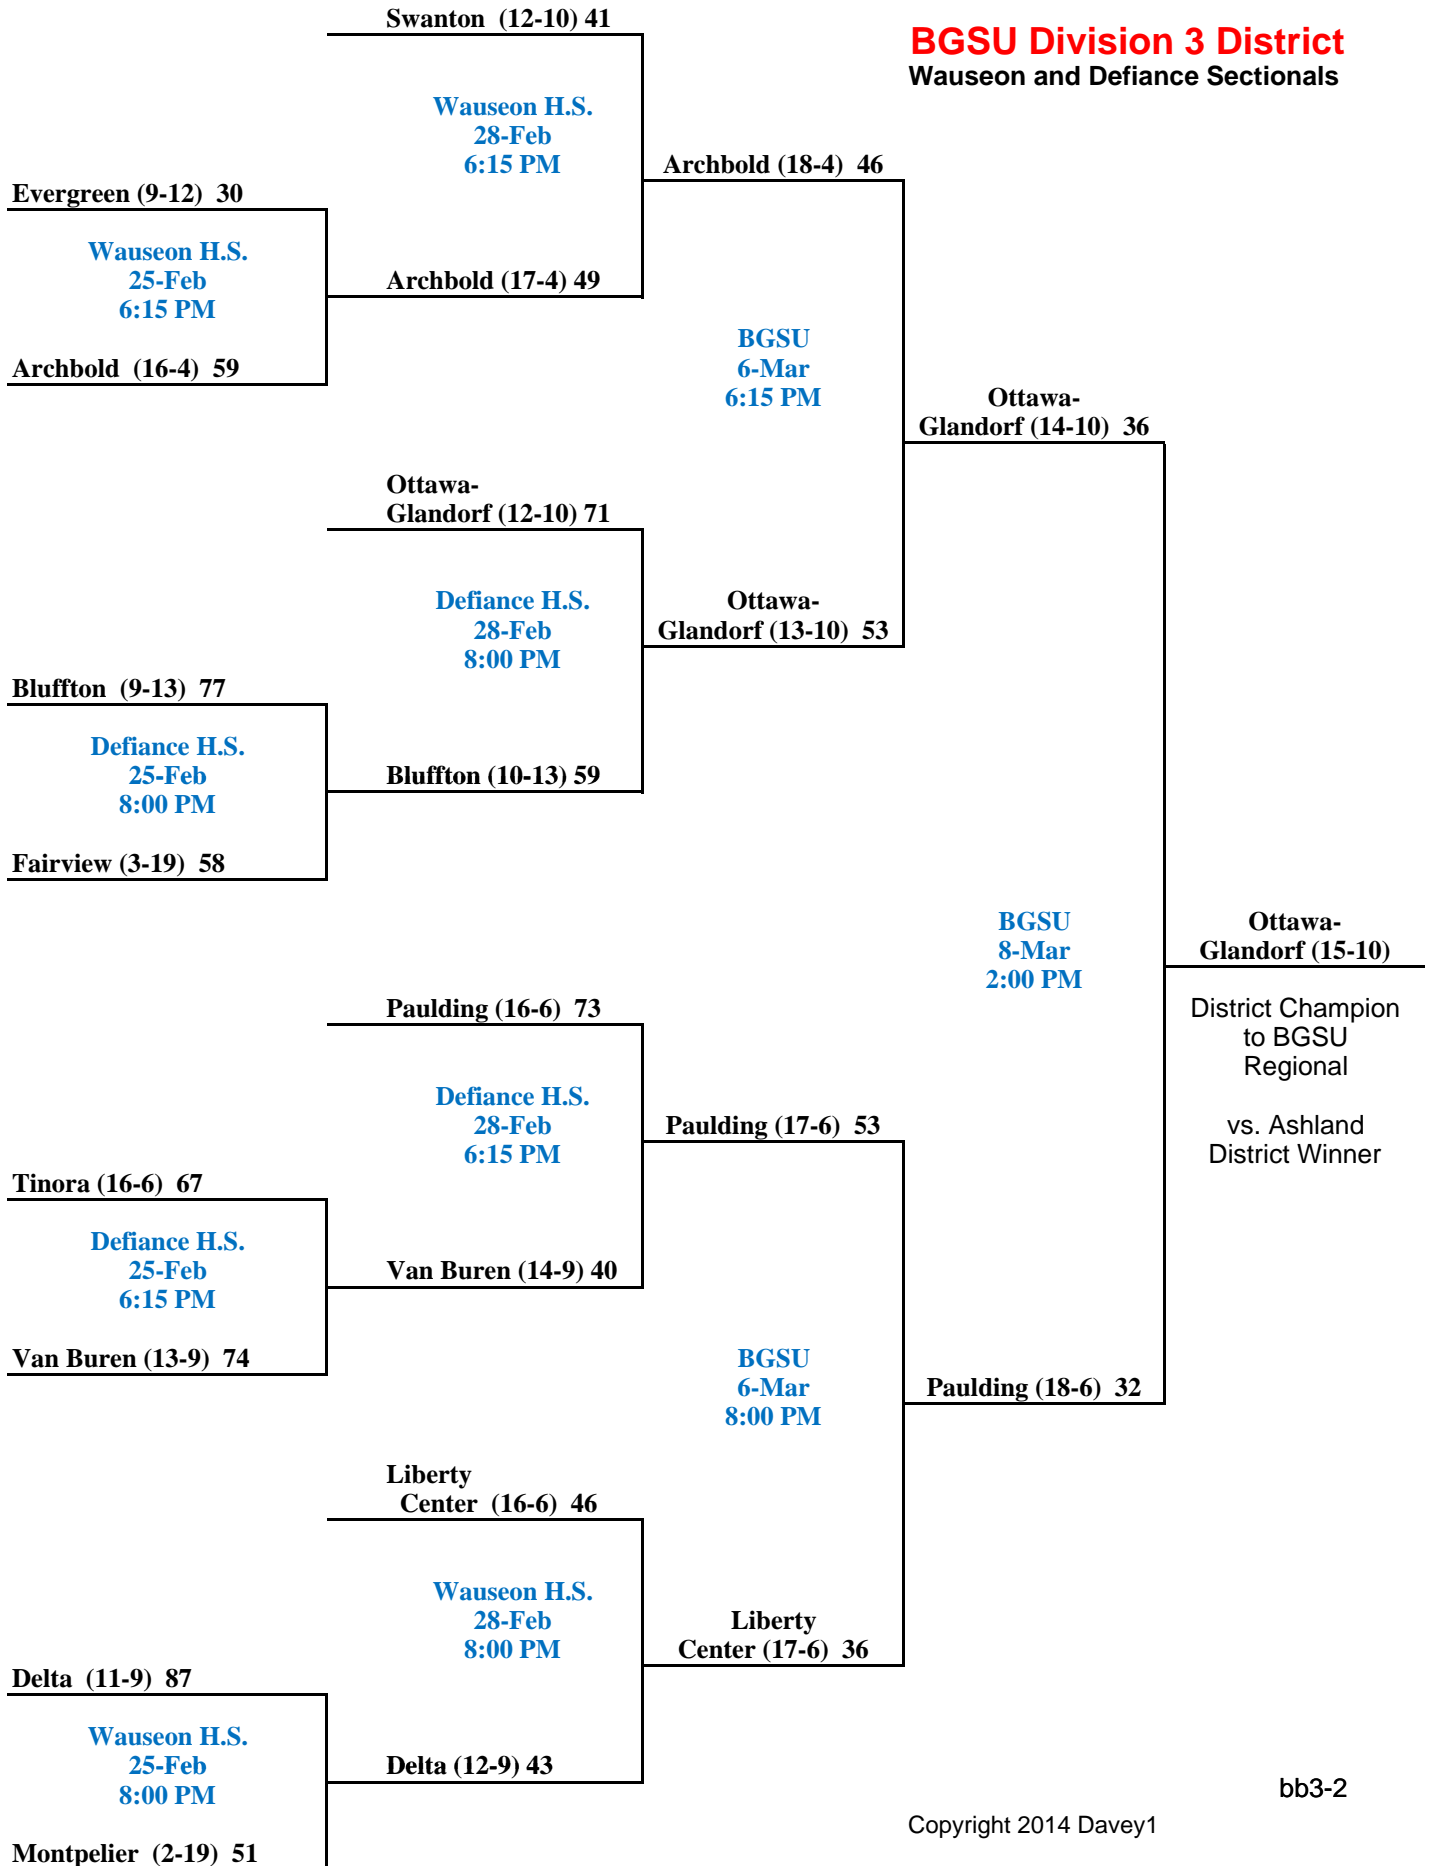 Swanton (12-10) 41
BGSU Division 3 District
Wauseon and Defiance Sectionals
Wauseon H.S.
28-Feb
6:15 PM
Archbold (18-4) 46
Evergreen (9-12) 30
Wauseon H.S.
25-Feb
6:15 PM
Archbold (17-4) 49
Archbold (16-4) 59
BGSU
6-Mar
6:15 PM
Ottawa-
Glandorf (14-10) 36
Ottawa-
Glandorf (12-10) 71
Defiance H.S.
28-Feb
8:00 PM
Ottawa-
Glandorf (13-10) 53
Bluffton (9-13) 77
Defiance H.S.
25-Feb
8:00 PM
Bluffton (10-13) 59
Fairview (3-19) 58
BGSU
8-Mar
2:00 PM
Ottawa-
Glandorf (15-10)
District Champion
to BGSU
Regional
vs. Ashland
District Winner
Paulding (16-6) 73
Defiance H.S.
28-Feb
6:15 PM
Paulding (17-6) 53
Tinora (16-6) 67
Defiance H.S.
25-Feb
6:15 PM
Van Buren (14-9) 40
Van Buren (13-9) 74
BGSU
6-Mar
8:00 PM
Paulding (18-6) 32
Liberty
Center (16-6) 46
Wauseon H.S.
28-Feb
8:00 PM
Liberty
Center (17-6) 36
Delta (11-9) 87
Wauseon H.S.
25-Feb
8:00 PM
Delta (12-9) 43
Montpelier (2-19) 51
bb3-2
Copyright 2014 Davey1